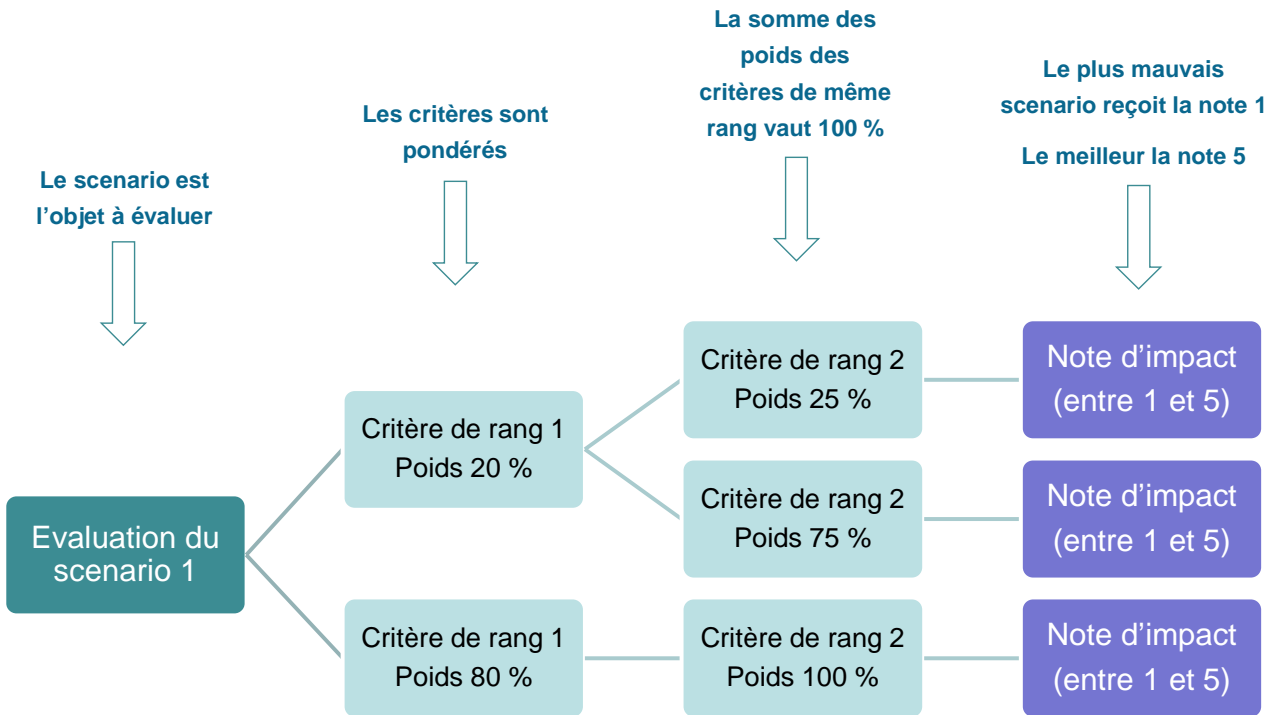 La somme des
poids des
critères de même
rang vaut 100 %
Le plus mauvais
scenario reçoit la note 1
Le meilleur la note 5
Les critères sont
pondérés
Le scenario est
l'objet à évaluer
Critère de rang 2
Poids 25 %
Note d'impact
(entre 1 et 5)
Critère de rang 1
Poids 20 %
Critère de rang 2
Poids 75 %
Note d'impact
(entre 1 et 5)
Evaluation du
scenario 1
Critère de rang 1
Poids 80 %
Critère de rang 2
Poids 100 %
Note d'impact
(entre 1 et 5)